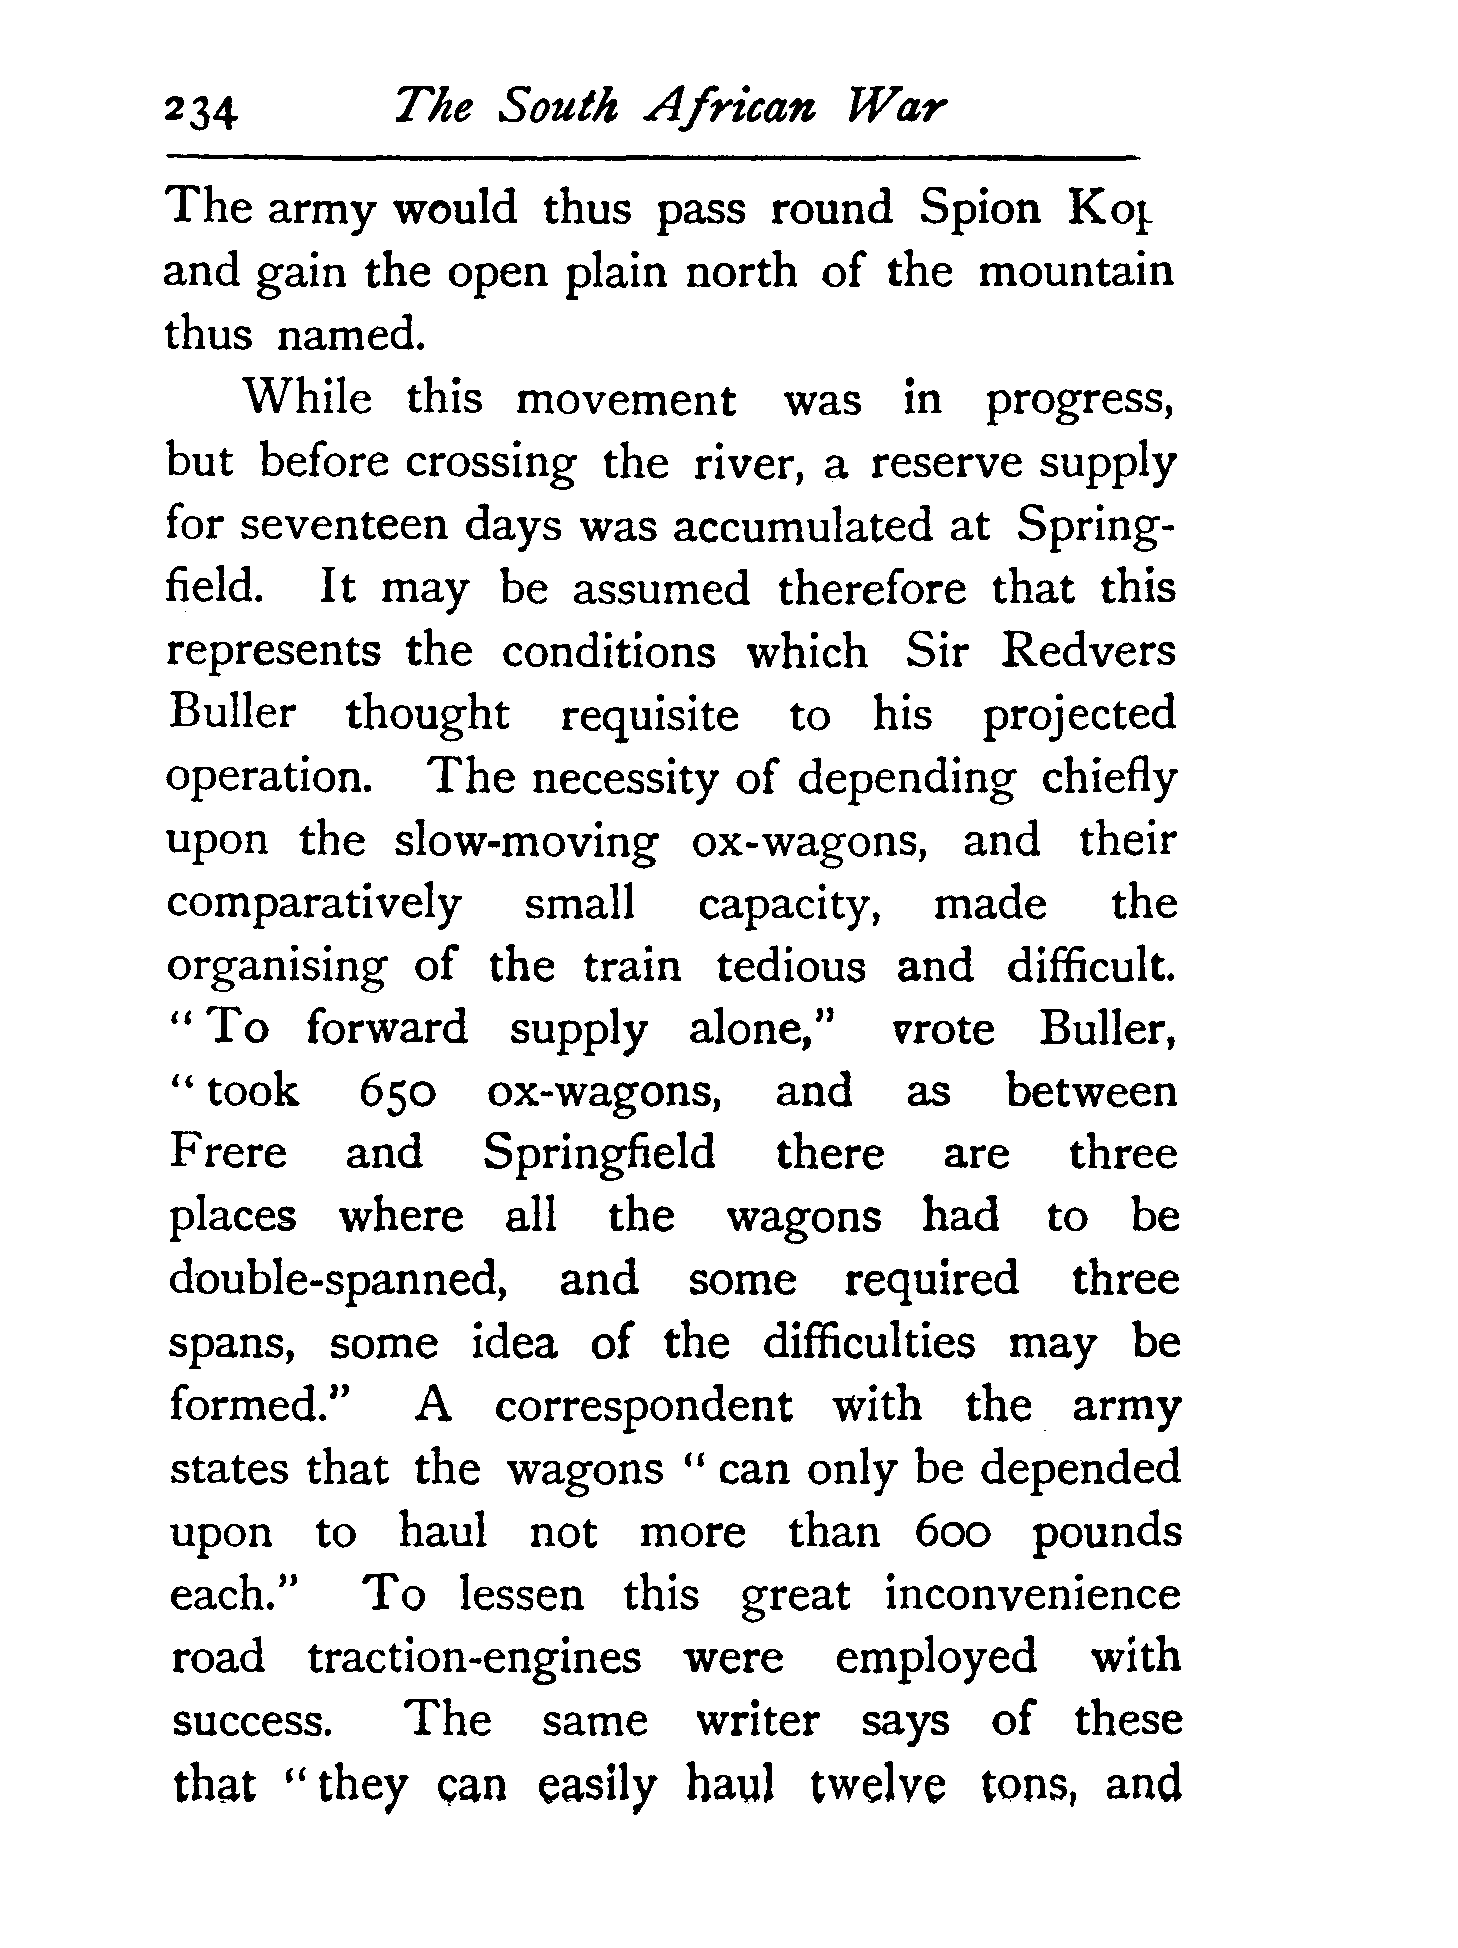 234 The South African War
The army would thus pass round Spion Kop
and gain the open plain north of the mountain
thus named.
While this movement was in progress,
but before crossing the river, a reserve supply
for seventeen days was accumulated at Spring-
field. It may be assumed therefore that this
represents the conditions which Sir Redvers
Buller thought requisite to his projected
operation. The necessity of depending chiefly
upon the slow-moving ox-wagons, and their
comparatively small capacity, made the
organising of the train tedious and difficult.
“ To forward supply alone,” wrote Buller,
“ took 650 ox-wagons, and as between
Frere and Springfield there are three
places where all the wagons had to be
double-spanned, and some required three
spans, some idea of the difficulties may be
formed.” A correspondent with the army
states that the wagons “ can only be depended
upon to haul not more than 600 pounds
each.” To lessen this great inconvenience
road traction-engines were employed with
success. The same writer says of these
that “ they can easily haul twelve tons, and